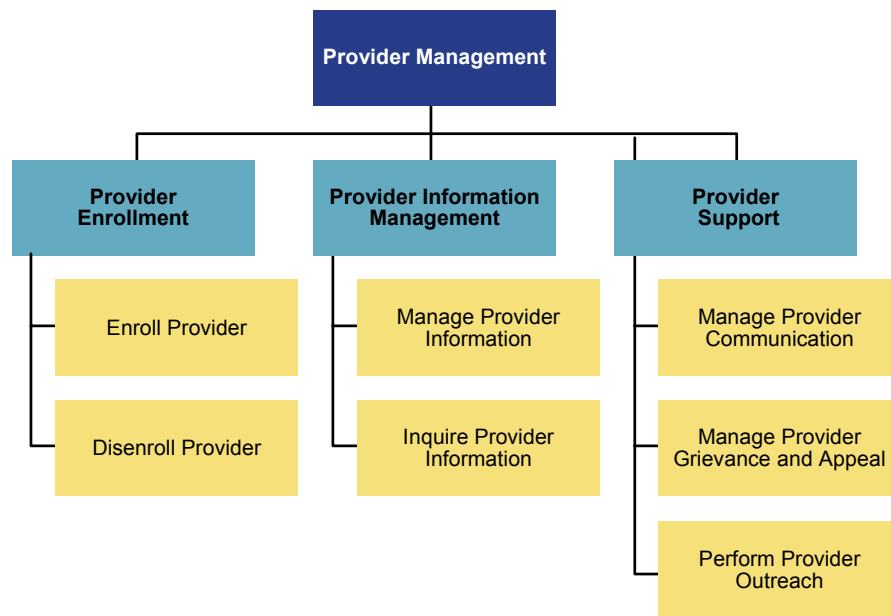 Provider Management
Provider
Enrollment
Provider Information
Management
Provider
Support
Enroll Provider
Manage Provider
Information
Manage Provider
Communication
Disenroll Provider
Inquire Provider
Information
Manage Provider
Grievance and Appeal
Perform Provider
Outreach